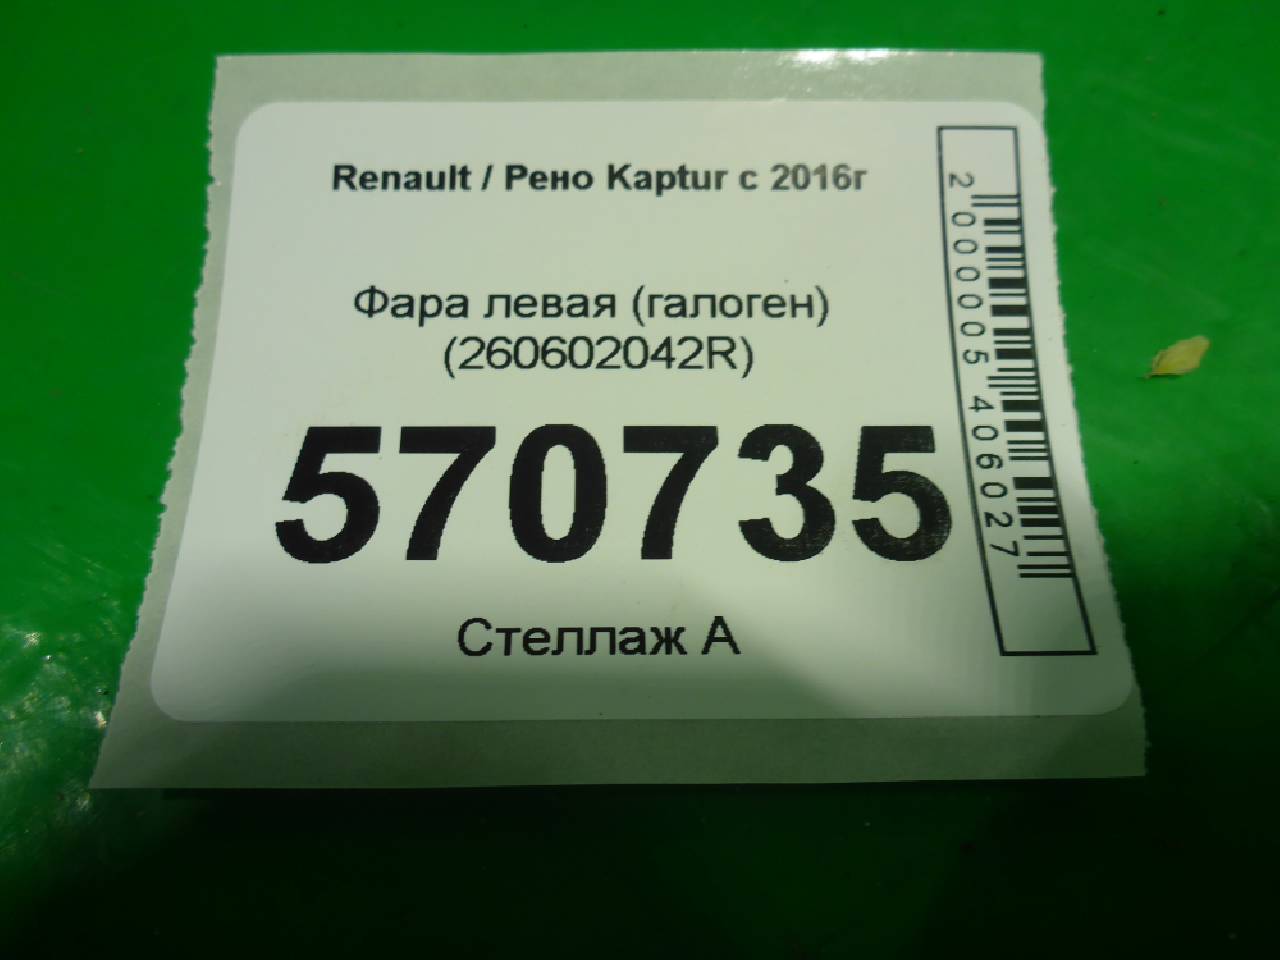 Renault / Рено Kaptur с 2016г
Фара левая (галоген)
(260602042R)
570735
Стеллаж А
2000005406027